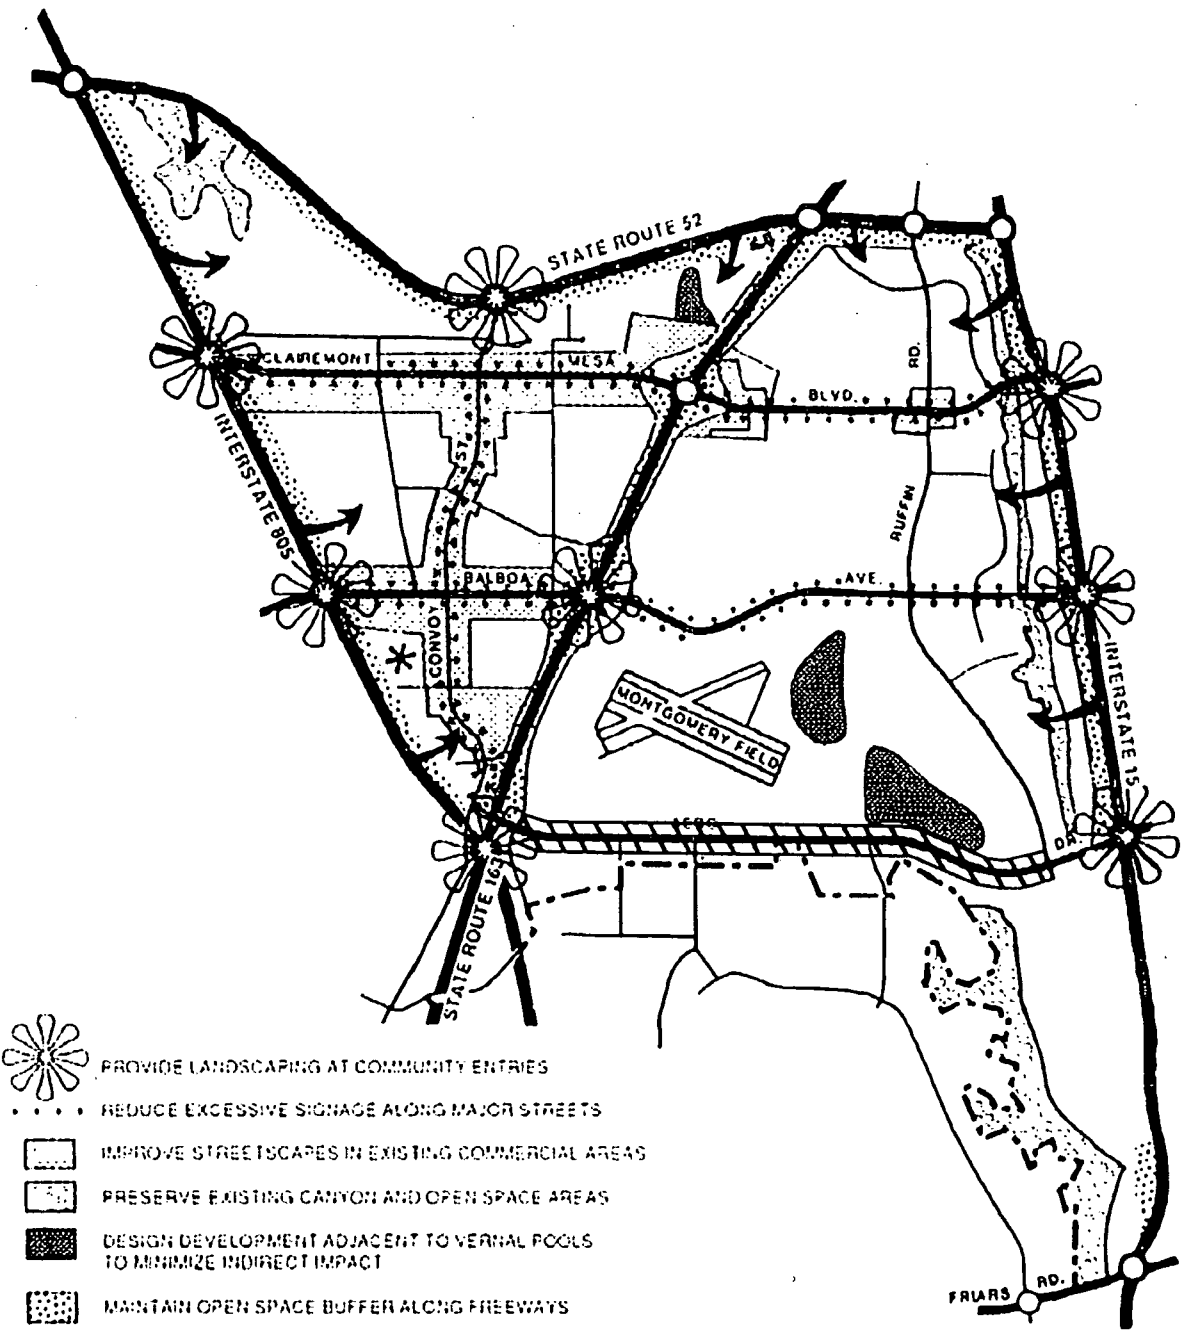 STATE ROUTE 52
CLAIREMONT MESA BLVD.
RD.
INTERSTATE 805
ST.
RUFFIN
BALBOA AVE.
CONVOY
MONTGOMERY FIELD
INTERSTATE 15
AERO DR.
STATE ROUTE 163
PROVIDE LANDSCAPING AT COMMUNITY ENTRIES
REDUCE EXCESSIVE SIGNAGE ALONG MAJOR STREETS
IMPROVE STREETSCAPES IN EXISTING COMMERCIAL AREAS
PRESERVE EXISTING CANYON AND OPEN SPACE AREAS
DESIGN DEVELOPMENT ADJACENT TO VERNAL POOLS
TO MINIMIZE INDIRECT IMPACT
MAINTAIN OPEN SPACE BUFFER ALONG FREEWAYS
FRIARS RD.